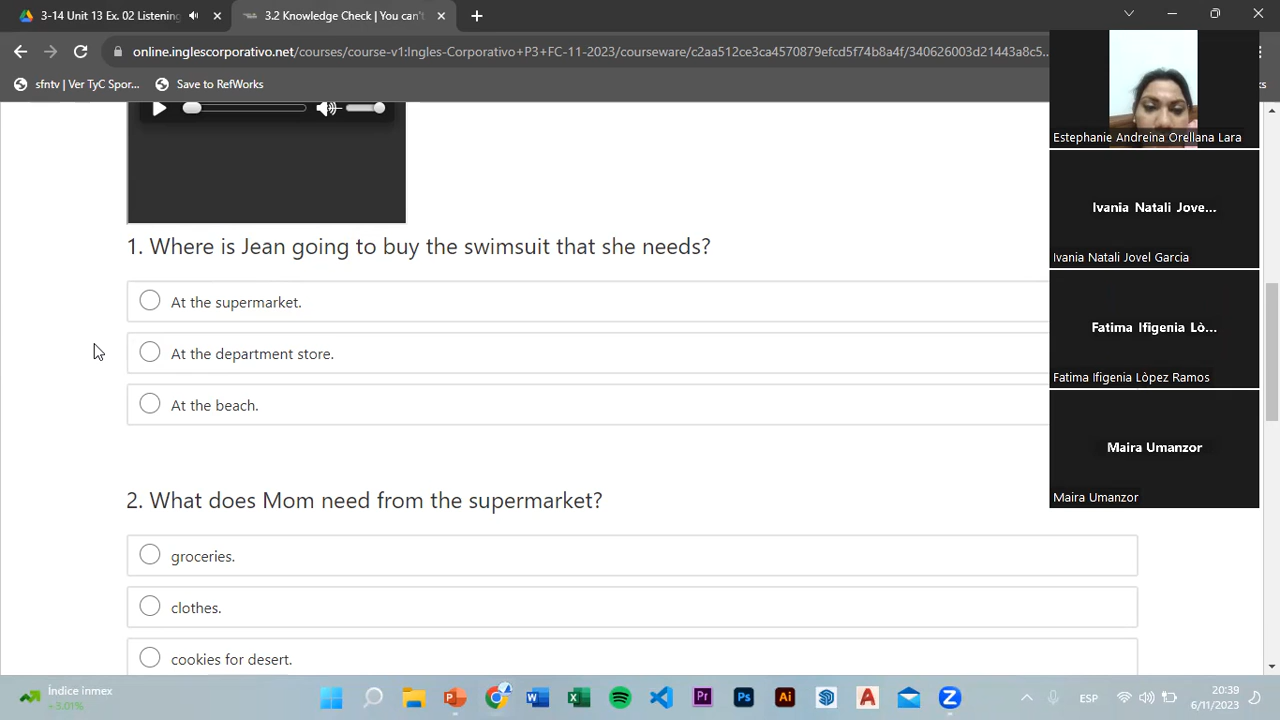 3-14 Unit 13 Ex. 02 Listening
3.2 Knowledge Check | You can't
online.inglescorporativo.net/courses/course-v1:Ingles-Corporativo+P3+FC-11-2023/courseware/c2aa512ce3ca4570879efcd5f74b8a4f/340626003d21443a8c5...
sfntv | Ver TyC Spor...
Save to RefWorks
Estephanie Andreina Orellana Lara
Ivania Natali Jove...
Ivania Natali Jovel Garcia
Fatima Ifigenia Lò...
Fatima Ifigenia Lòpez Ramos
Maira Umanzor
Maira Umanzor
1. Where is Jean going to buy the swimsuit that she needs?
At the supermarket.
At the department store.
At the beach.
2. What does Mom need from the supermarket?
groceries.
clothes.
cookies for desert.
Índice inmex
+3.01%
ESP
20:39
6/11/2023